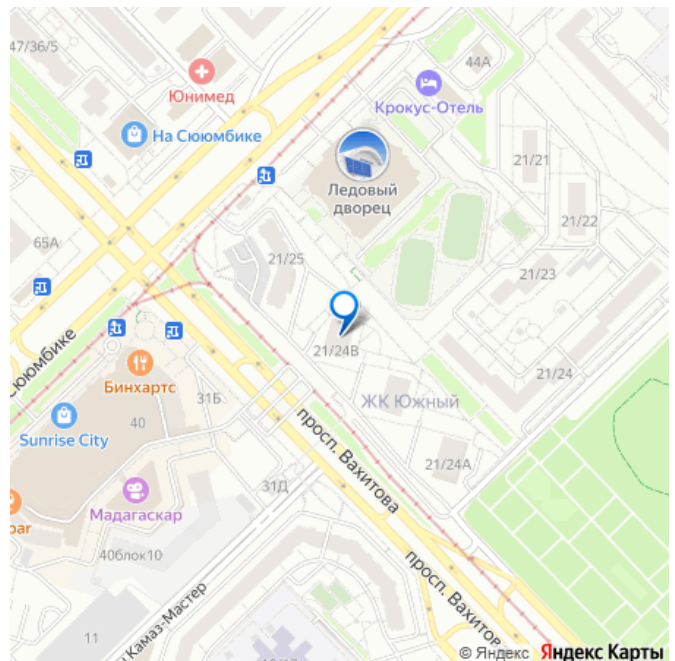 47/36/5
Юнимед
44А
Крокус-Отель
На Сююмбике
21/21
Ледовый
дворец
21/22
65А
21/25
21/23
Сююмбике
21/24В
21/24
Бинхартс
31Б
ЖК Южный
40
Sunrise City
просп. Вахитова
21/24А
31Д
Мадагаскар
bar
40блок10
просп. Вахитова
Камаз-Мастер
11
© Яндекс Яндекс Карты